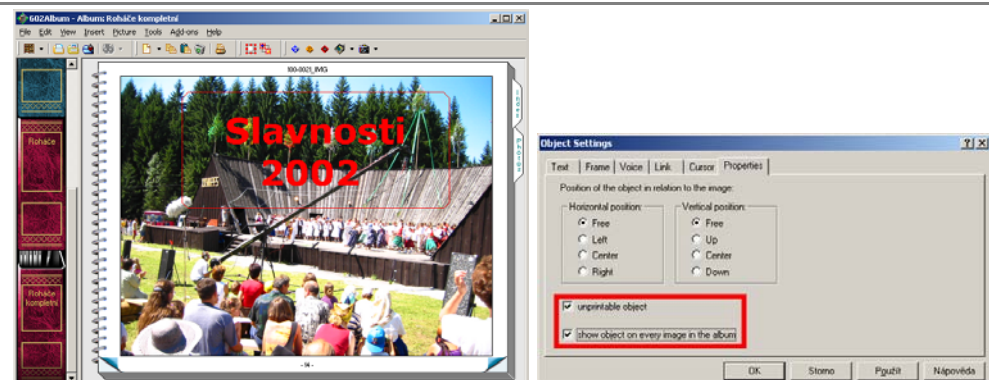 602Album - Album: Roháče kompletní
File Edit View Insert Picture Tools Add-ons Help
100-0021_IMG
Roháče
Slavnosti
2002
Roháče
kompletní
Photos
- 14 -
Object Settings
Text Frame Voice Link Cursor Properties
Position of the object in relation to the image:
Horizontal position: Vertical position:
Free Free
Left Up
Center Center
Right Down
unprintable object
show object on every image in the album
OK Storno Použít Nápověda